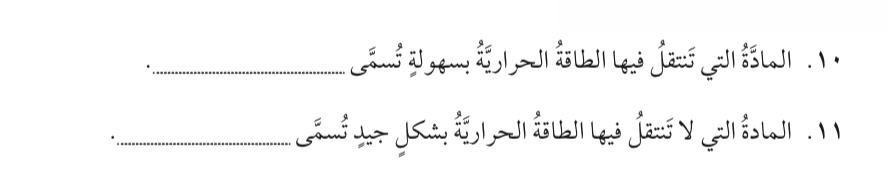 ١٠. المادَّةُ التي تَنتقلُ فيها الطاقةُ الحراريَّةُ بسهولةٍ تُسمَّى ........................................ .
١١. المادةُ التي لا تَنتقلُ فيها الطاقةُ الحراريَّةُ بشكلٍ جيدٍ تُسمَّى ........................................ .